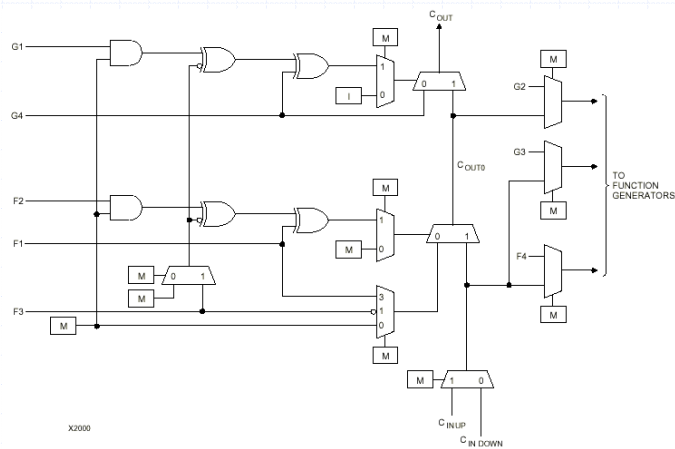 C OUT
M
M
G1
1
0
I
0 1
G2
G4
G3
C OUT0
TO
FUNCTION
GENERATORS
M
M
F2
1
0
M
0 1
F1
F4
M
0 1
M
3
1
0
F3
M
M
M
M
1 0
C IN UP
C IN DOWN
X2000